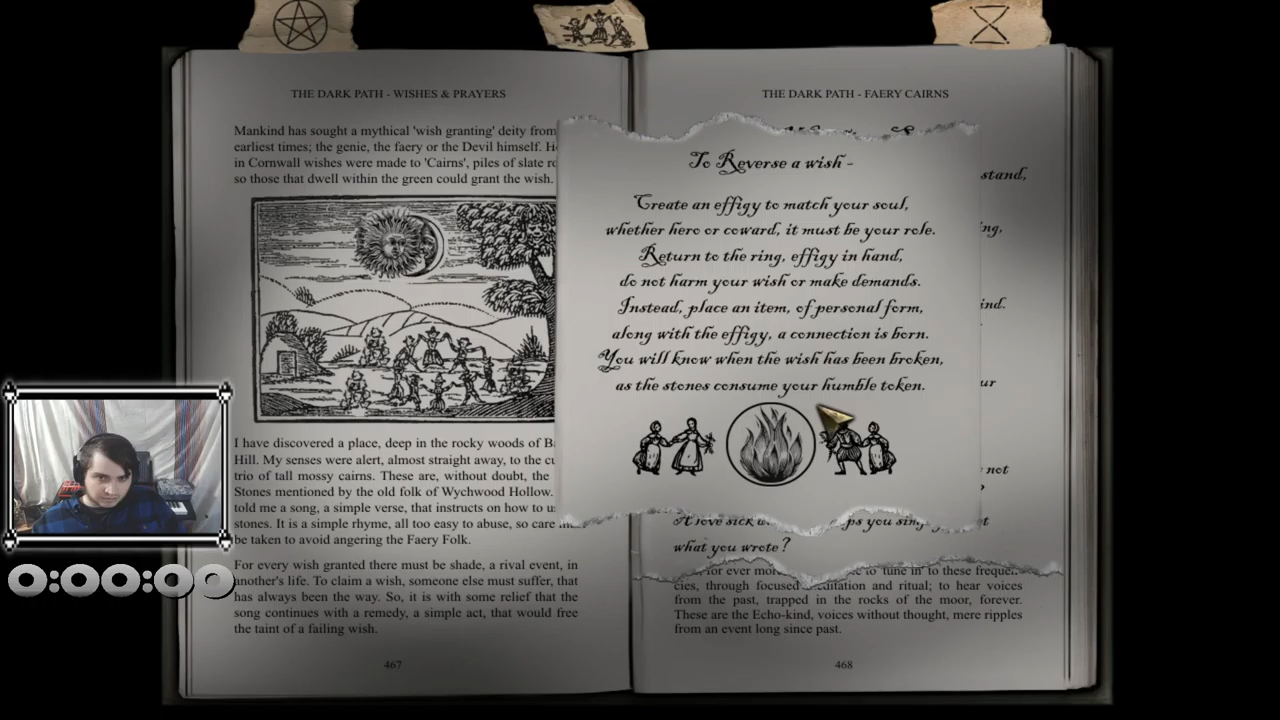 THE DARK PATH - WISHES & PRAYERS
Mankind has sought a mythical 'wish granting' deity from
earliest times; the genie, the faery or the Devil himself.
in Cornwall wishes were made to 'Cairns', piles of slate
so those that dwell within the green could grant the wish.
I have discovered a place, deep in the rocky woods of
Hill. My senses were alert, almost straight away, to the
trio of tall mossy cairns. These are, without doubt, the
Stones mentioned by the old folk of Wychwood Hollow.
told me a song, a simple verse, that instructs on how to
stones. It is a simple rhyme, all too easy to abuse, so care
be taken to avoid angering the Faery Folk.
For every wish granted there must be shade, a rival event, in
another's life. To claim a wish, someone else must suffer, that
has always been the way. So, it is with some relief that the
song continues with a remedy, a simple act, that would free
the taint of a failing wish.
467
THE DARK PATH - FAERY CAIRNS
To Reverse a wish -
Create an effigy to match your soul,
whether hero or coward, it must be your role.
Return to the ring, effigy in hand,
do not harm your wish or make demands.
Instead, place an item, of personal form,
along with the effigy, a connection is born.
You will know when the wish has been broken,
as the stones consume your humble token.
stand,
not
A love sick
what you wrote?
for ever more to 'tune in' to these frequen-
cies, through focused meditation and ritual; to hear voices
from the past, trapped in the rocks of the moor, forever.
These are the Echo-kind, voices without thought, mere ripples
from an event long since past.
468
0:00:00